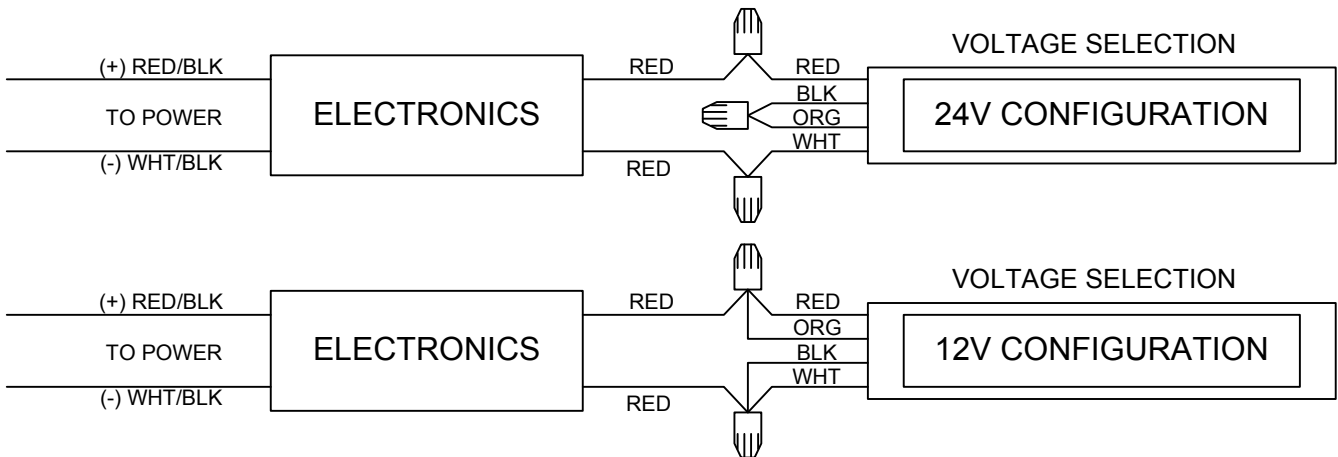 VOLTAGE SELECTION
(+) RED/BLK
RED
RED
BLK
TO POWER
ELECTRONICS
ORG
24V CONFIGURATION
WHT
(-) WHT/BLK
RED
VOLTAGE SELECTION
(+) RED/BLK
RED
RED
ORG
TO POWER
ELECTRONICS
BLK
12V CONFIGURATION
WHT
(-) WHT/BLK
RED